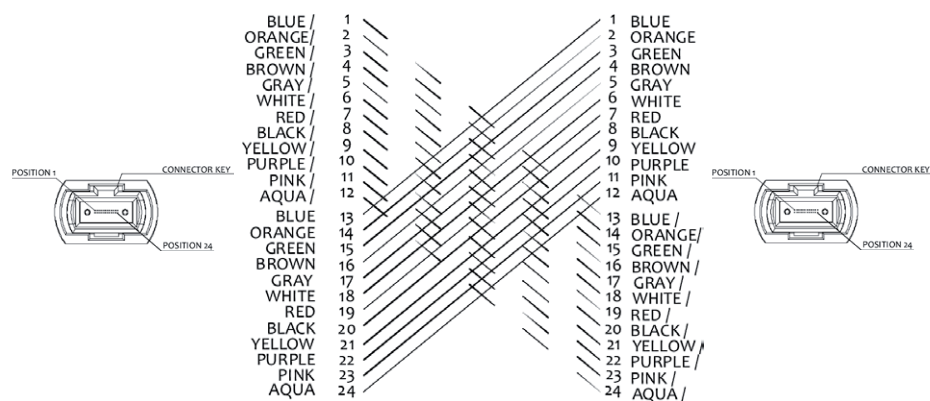 BLUE / 1
ORANGE/ 2
GREEN / 3
BROWN / 4
GRAY / 5
WHITE / 6
RED / 7
BLACK / 8
YELLOW / 9
PURPLE / 10
PINK / 11
AQUA / 12
BLUE 13
ORANGE 14
GREEN 15
BROWN 16
GRAY 17
WHITE 18
RED 19
BLACK 20
YELLOW 21
PURPLE 22
PINK 23
AQUA 24
1 BLUE
2 ORANGE
3 GREEN
4 BROWN
5 GRAY
6 WHITE
7 RED
8 BLACK
9 YELLOW
10 PURPLE
11 PINK
12 AQUA
13 BLUE /
14 ORANGE/
15 GREEN /
16 BROWN /
17 GRAY /
18 WHITE /
19 RED /
20 BLACK /
21 YELLOW /
22 PURPLE /
23 PINK /
24 AQUA /
POSITION 1
CONNECTOR KEY
POSITION 24
POSITION 1
CONNECTOR KEY
POSITION 24